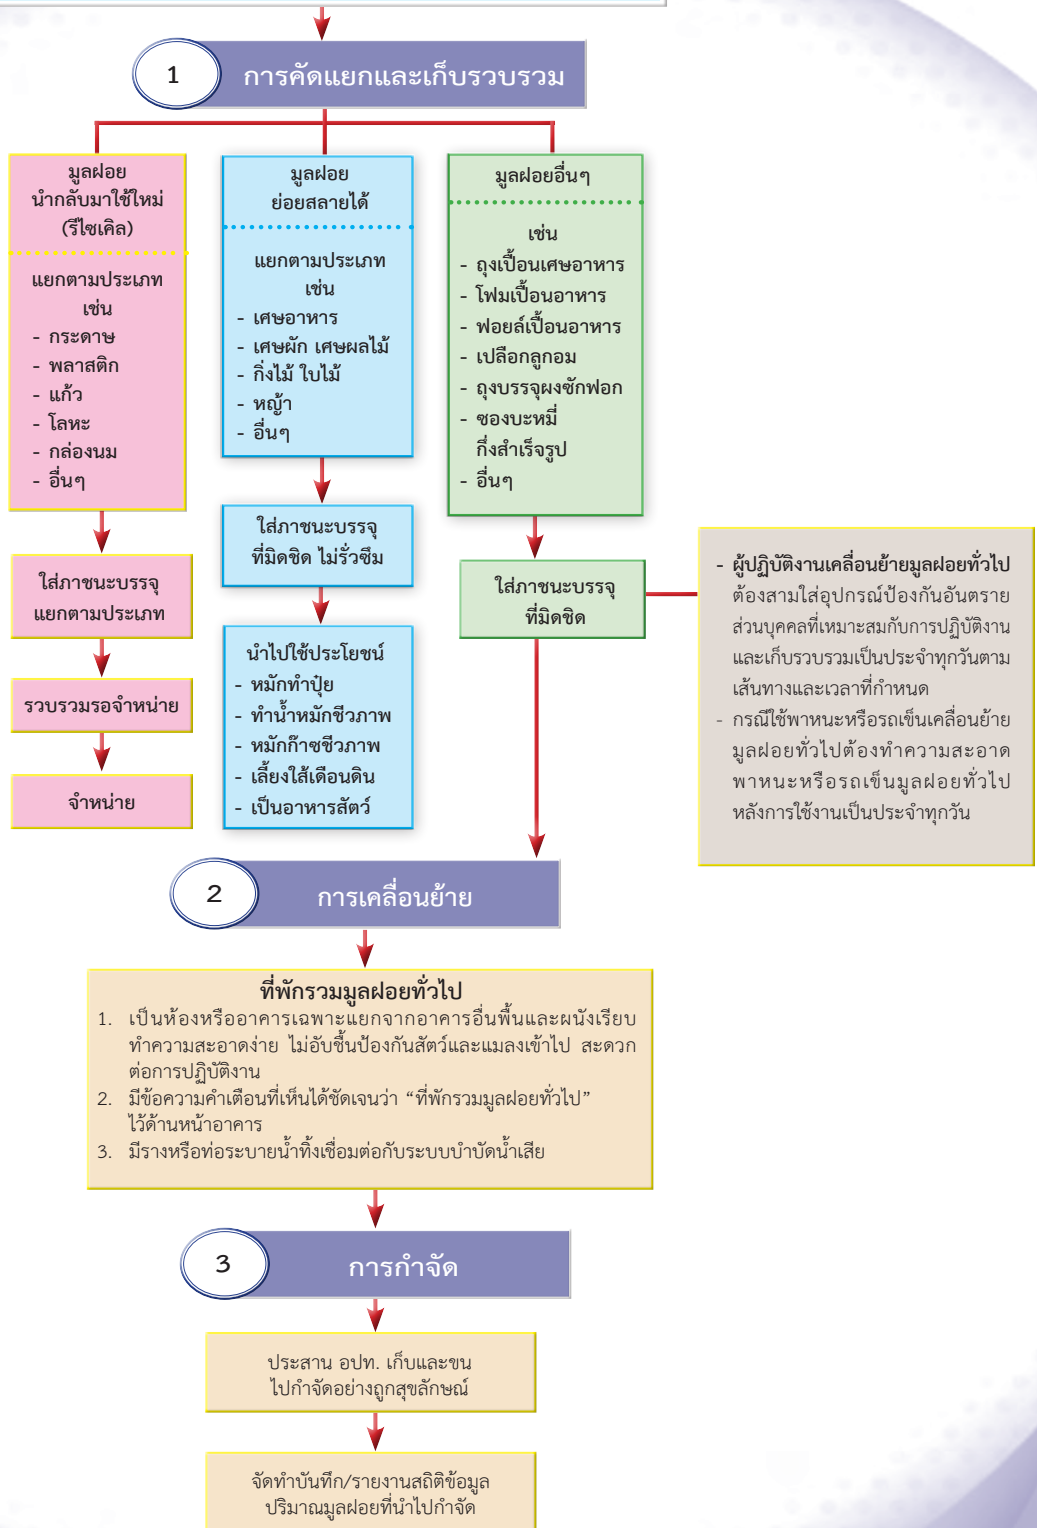 1
การคัดแยกและเก็บรวบรวม
มูลฝอย
นำกลับมาใช้ใหม่
(รีไซเคิล)
แยกตามประเภท
เช่น
- กระดาษ
- พลาสติก
- แก้ว
- โลหะ
- กล่องนม
- อื่นๆ
ใส่ภาชนะบรรจุ
แยกตามประเภท
รวบรวมรอจำหน่าย
จำหน่าย
มูลฝอย
ย่อยสลายได้
แยกตามประเภท
เช่น
- เศษอาหาร
- เศษผัก เศษผลไม้
- กิ่งไม้ ใบไม้
- หญ้า
- อื่นๆ
ใส่ภาชนะบรรจุ
ที่มิดชิด ไม่รั่วซึม
นำไปใช้ประโยชน์
- หมักทำปุ๋ย
- ทำน้ำหมักชีวภาพ
- หมักก๊าซชีวภาพ
- เลี้ยงไส้เดือนดิน
- เป็นอาหารสัตว์
มูลฝอยอื่นๆ
เช่น
- ถุงเปื้อนเศษอาหาร
- โฟมเปื้อนอาหาร
- ฟอยล์เปื้อนอาหาร
- เปลือกลูกอม
- ถุงบรรจุผงซักฟอก
- ซองบะหมี่
กึ่งสำเร็จรูป
- อื่นๆ
ใส่ภาชนะบรรจุ
ที่มิดชิด
- ผู้ปฏิบัติงานเคลื่อนย้ายมูลฝอยทั่วไป
ต้องสามใส่อุปกรณ์ป้องกันอันตราย
ส่วนบุคคลที่เหมาะสมกับการปฏิบัติงาน
และเก็บรวบรวมเป็นประจำทุกวันตาม
เส้นทางและเวลาที่กำหนด
- กรณีใช้พาหนะหรือรถเข็นเคลื่อนย้าย
มูลฝอยทั่วไปต้องทำความสะอาด
พาหนะหรือรถเข็นมูลฝอยทั่วไป
หลังการใช้งานเป็นประจำทุกวัน
2
การเคลื่อนย้าย
ที่พักรวมมูลฝอยทั่วไป
1. เป็นห้องหรืออาคารเฉพาะแยกจากอาคารอื่นพื้นและผนังเรียบ
ทำความสะอาดง่าย ไม่อับชื้นป้องกันสัตว์และแมลงเข้าไป สะดวก
ต่อการปฏิบัติงาน
2. มีข้อความคำเตือนที่เห็นได้ชัดเจนว่า “ที่พักรวมมูลฝอยทั่วไป”
ไว้ด้านหน้าอาคาร
3. มีรางหรือท่อระบายน้ำทิ้งเชื่อมต่อกับระบบบำบัดน้ำเสีย
3
การกำจัด
ประสาน อปท. เก็บและขน
ไปกำจัดอย่างถูกสุขลักษณ์
จัดทำบันทึก/รายงานสถิติข้อมูล
ปริมาณมูลฝอยที่นำไปกำจัด